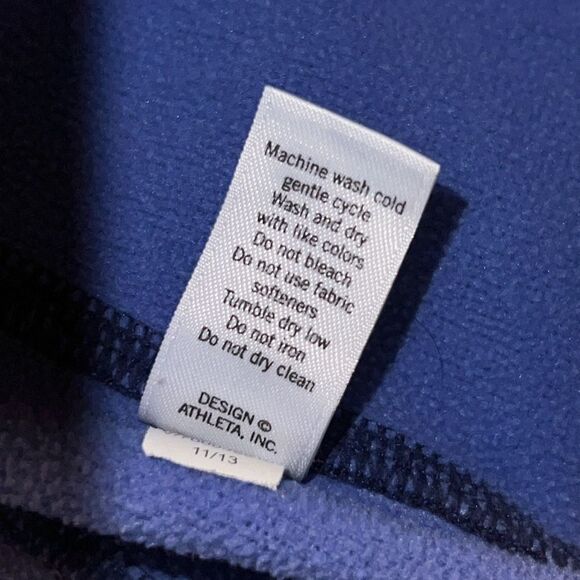 Machine wash cold
gentle cycle
Wash and dry
with like colors
Do not bleach
Do not use fabric
softeners
Tumble dry low
Do not iron
Do not dry clean
DESIGN ©
ATHLETA, INC.
11/13